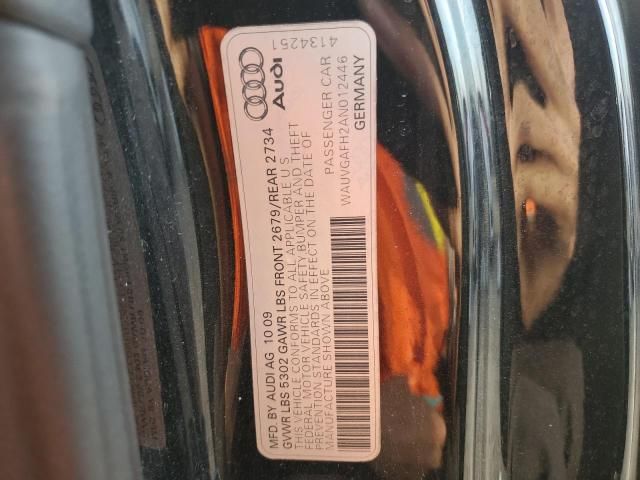 MFD. BY AUDI AG 10 09
GVWR LBS 5302 GAWR LBS FRONT 2679/REAR 2734
THIS VEHICLE CONFORMS TO ALL APPLICABLE U S
FEDERAL MOTOR VEHICLE SAFETY BUMPER AND THEFT
PREVENTION STANDARDS IN EFFECT ON THE DATE OF
MANUFACTURE SHOWN ABOVE
PASSENGER CAR
WAUVGAFH2AN012446
GERMANY
Audi
4134251